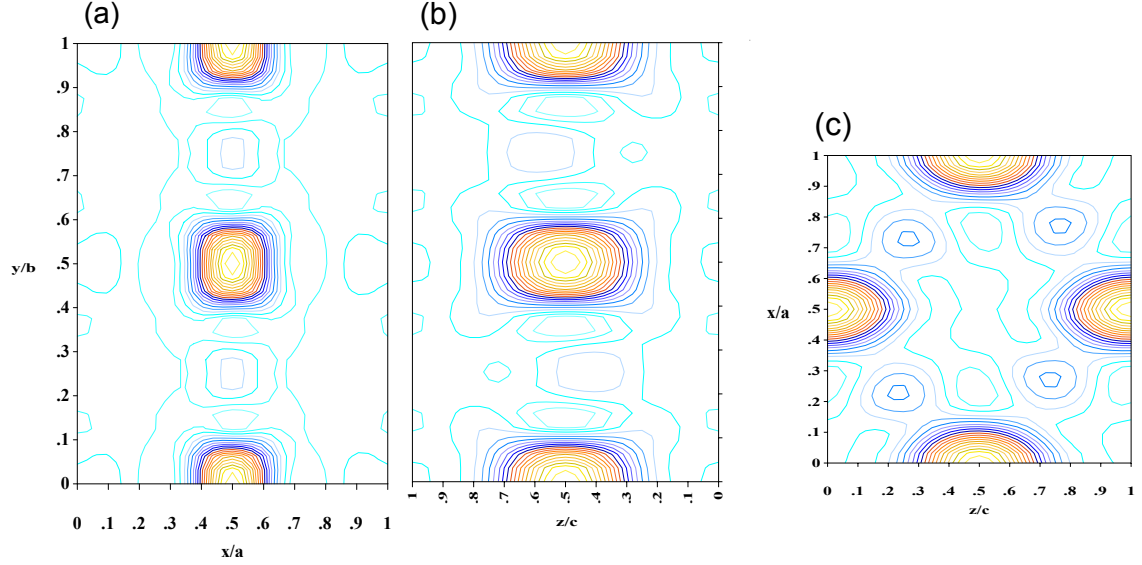 (a)
(b)
(c)
1
.9
.8
.7
.6
.5
.4
.3
.2
.1
0
y/b
0 .1 .2 .3 .4 .5 .6 .7 .8 .9 1
x/a
1 .9 .8 .7 .6 .5 .4 .3 .2 .1 0
z/c
1
.9
.8
.7
.6
.5
.4
.3
.2
.1
0
x/a
0 .1 .2 .3 .4 .5 .6 .7 .8 .9 1
z/c